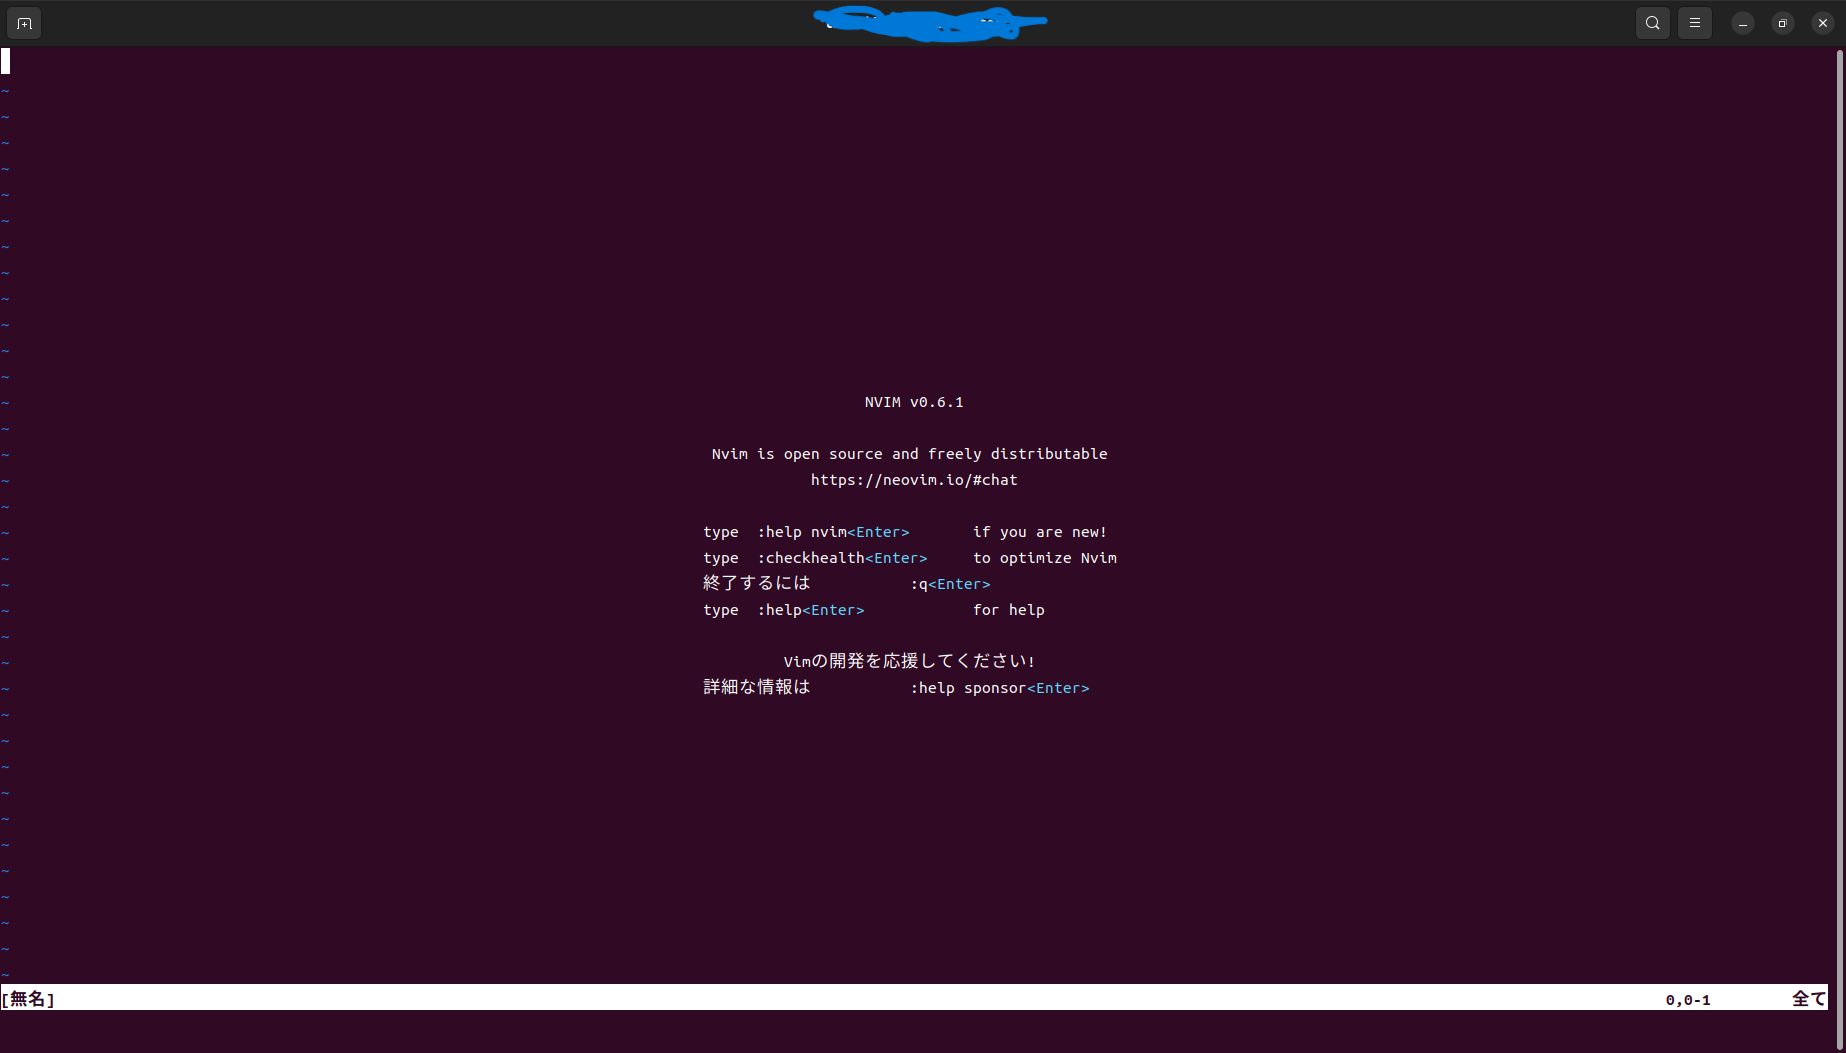 NVIM v0.6.1
Nvim is open source and freely distributable
https://neovim.io/#chat
type  :help nvim<Enter>       if you are new!
type  :checkhealth<Enter>     to optimize Nvim
終了するには           :q<Enter>
type  :help<Enter>            for help
Vimの開発を応援してください!
詳細な情報は           :help sponsor<Enter>
[無名]                    0,0-1         全て